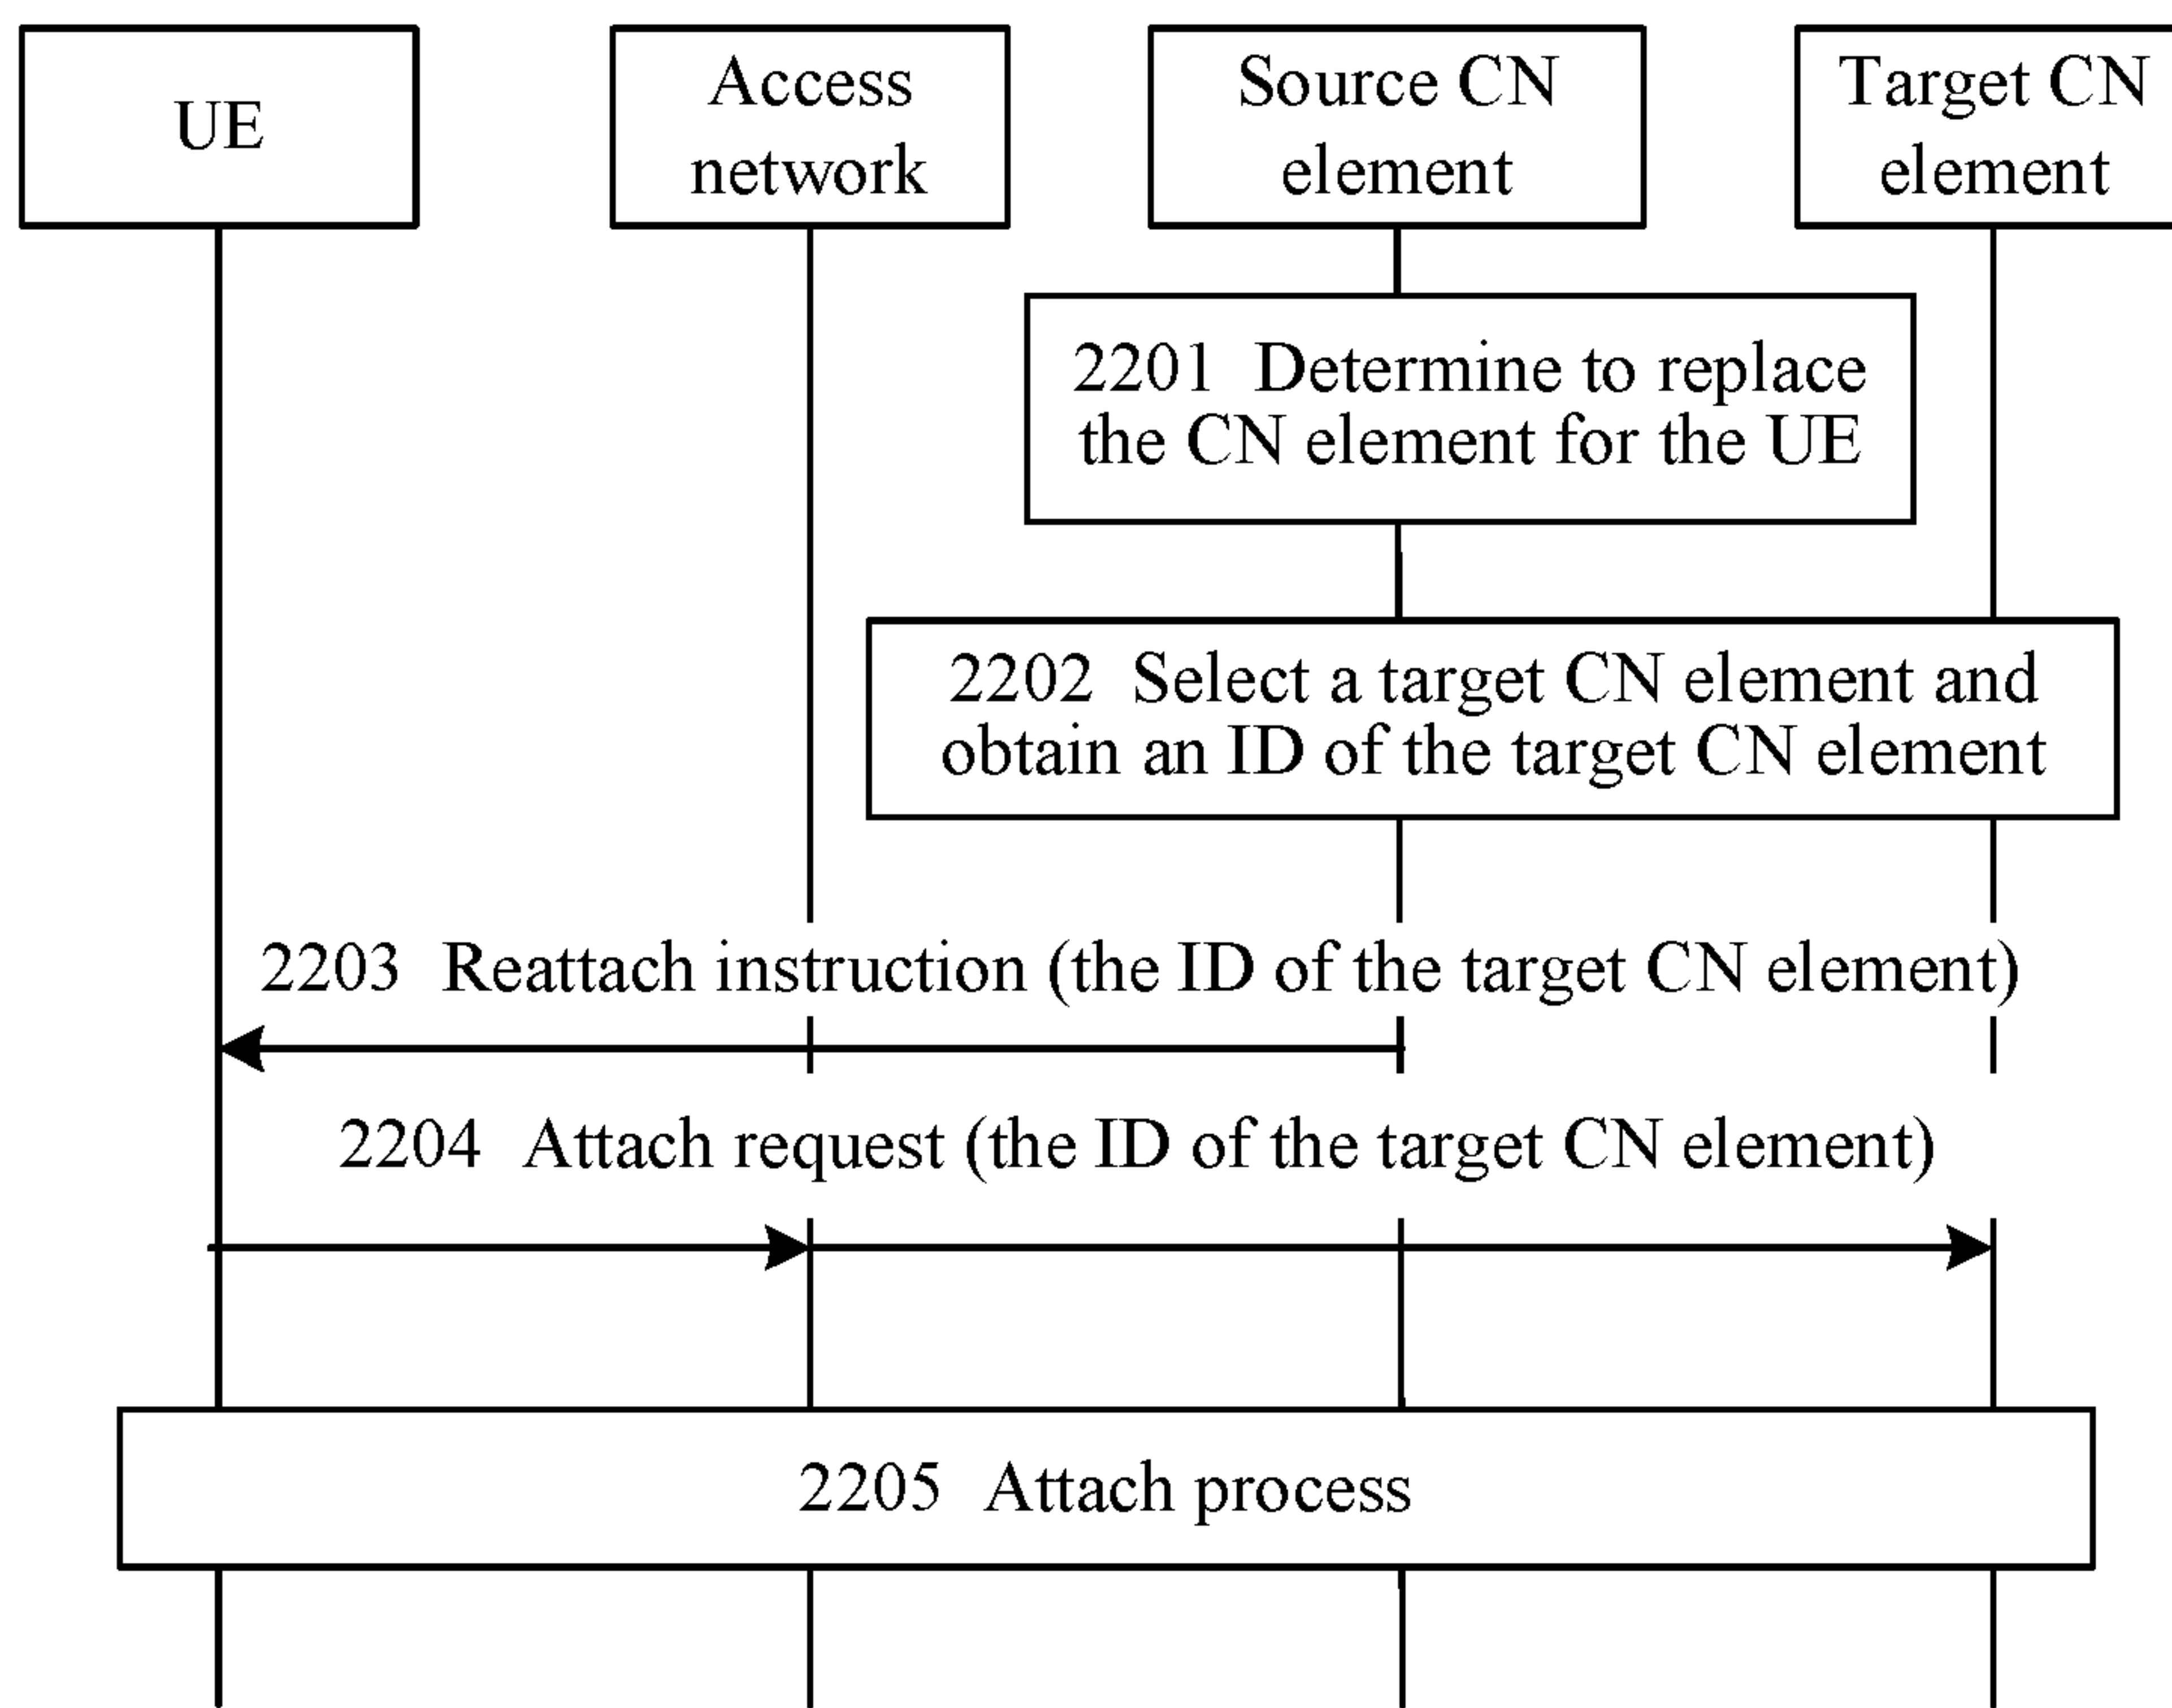 UE
Access
network
Source CN
element
Target CN
element
2201 Determine to replace
the CN element for the UE
2202 Select a target CN element and
obtain an ID of the target CN element
2203 Reattach instruction (the ID of the target CN element)
2204 Attach request (the ID of the target CN element)
2205 Attach process